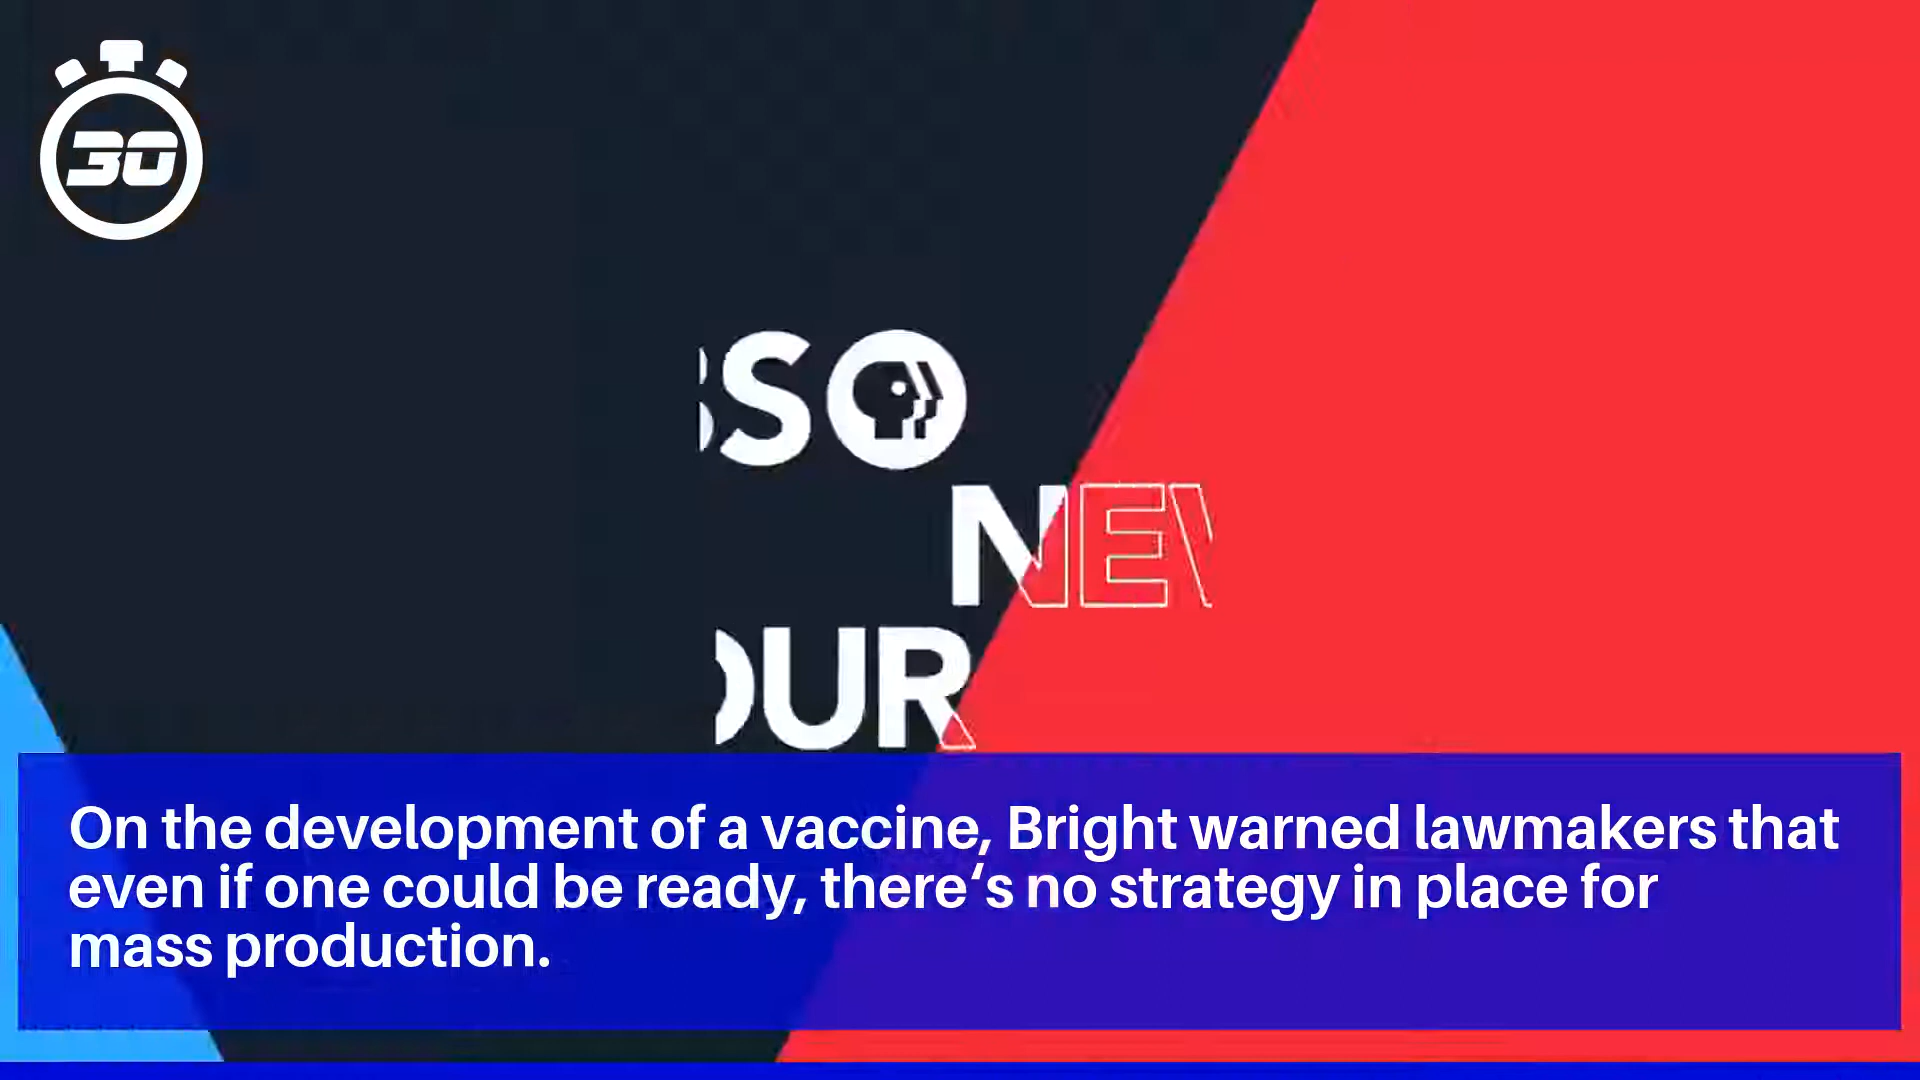 30
SO
NE
OUR
On the development of a vaccine, Bright warned lawmakers that
even if one could be ready, there‘s no strategy in place for
mass production.